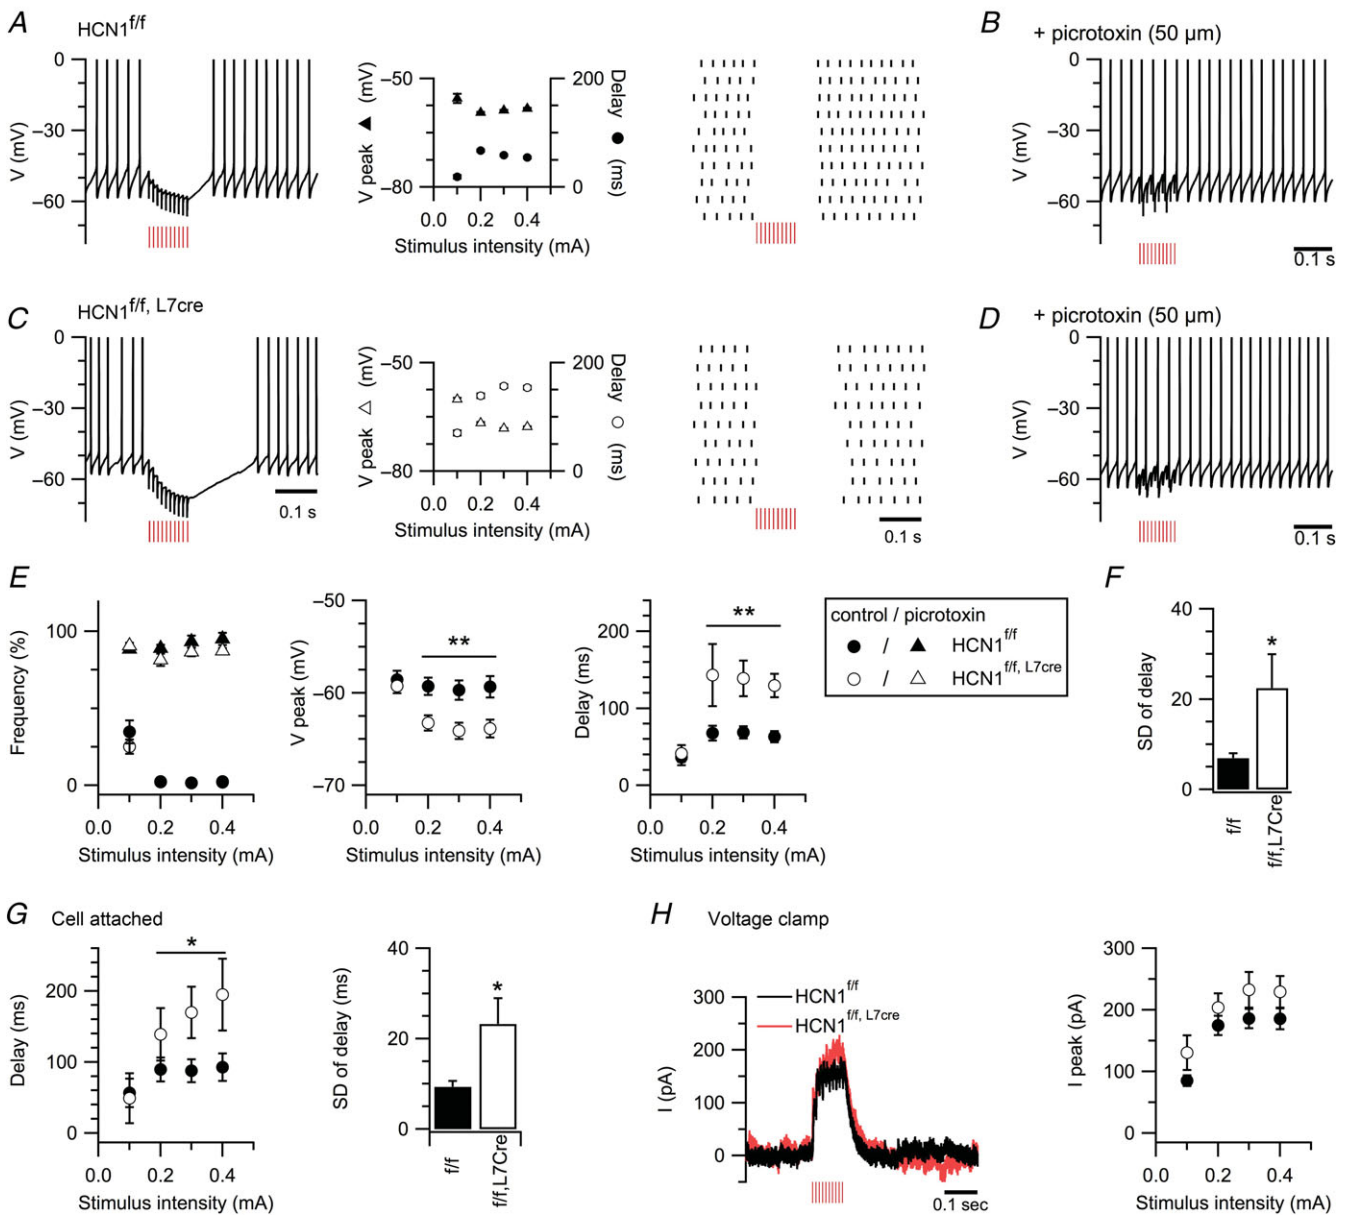 A
HCN1f/f
0
−30
−60
V (mV)
V peak ▲ (mV)
−50
−80
200
0
Delay ● (ms)
0.0 0.2 0.4
Stimulus intensity (mA)
B
+ picrotoxin (50 μm)
0
−30
−60
V (mV)
0.1 s
C
HCN1f/f, L7cre
0
−30
−60
V (mV)
0.1 s
V peak △ (mV)
−50
−80
200
0
Delay ○ (ms)
0.0 0.2 0.4
Stimulus intensity (mA)
0.1 s
D
+ picrotoxin (50 μm)
0
−30
−60
V (mV)
0.1 s
E
Frequency (%)
100
0
0.0 0.2 0.4
Stimulus intensity (mA)
V peak (mV)
−50
−60
−70
**
0.0 0.2 0.4
Stimulus intensity (mA)
Delay (ms)
200
100
0
**
0.0 0.2 0.4
Stimulus intensity (mA)
control / picrotoxin
● / ▲ HCN1f/f
○ / △ HCN1f/f, L7cre
F
SD of delay
40
20
0
*
f/f
f/f,L7Cre
G
Cell attached
Delay (ms)
200
100
0
*
0.0 0.2 0.4
Stimulus intensity (mA)
SD of delay (ms)
40
20
0
*
f/f
f/f,L7Cre
H
Voltage clamp
I (pA)
300
200
100
0
HCN1f/f
HCN1f/f, L7cre
0.1 sec
I peak (pA)
300
200
100
0
0.0 0.2 0.4
Stimulus intensity (mA)